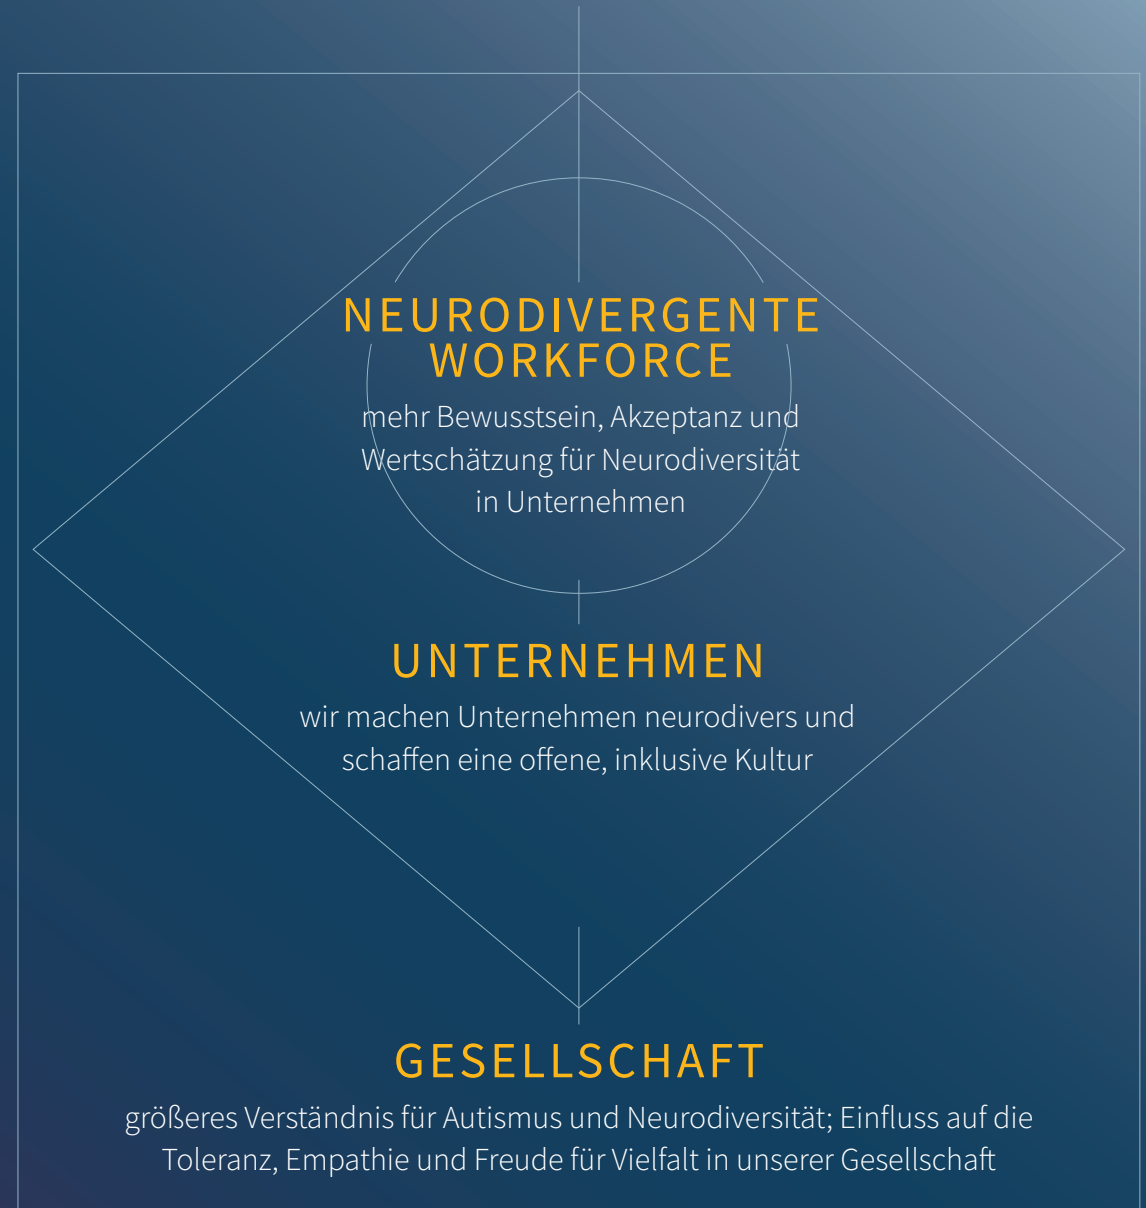 NEURODIVERGENTE
WORKFORCE
mehr Bewusstsein, Akzeptanz und
Wertschätzung für Neurodiversität
in Unternehmen
UNTERNEHMEN
wir machen Unternehmen neurodivers und
schaffen eine offene, inklusive Kultur
GESELLSCHAFT
größeres Verständnis für Autismus und Neurodiversität; Einfluss auf die
Toleranz, Empathie und Freude für Vielfalt in unserer Gesellschaft